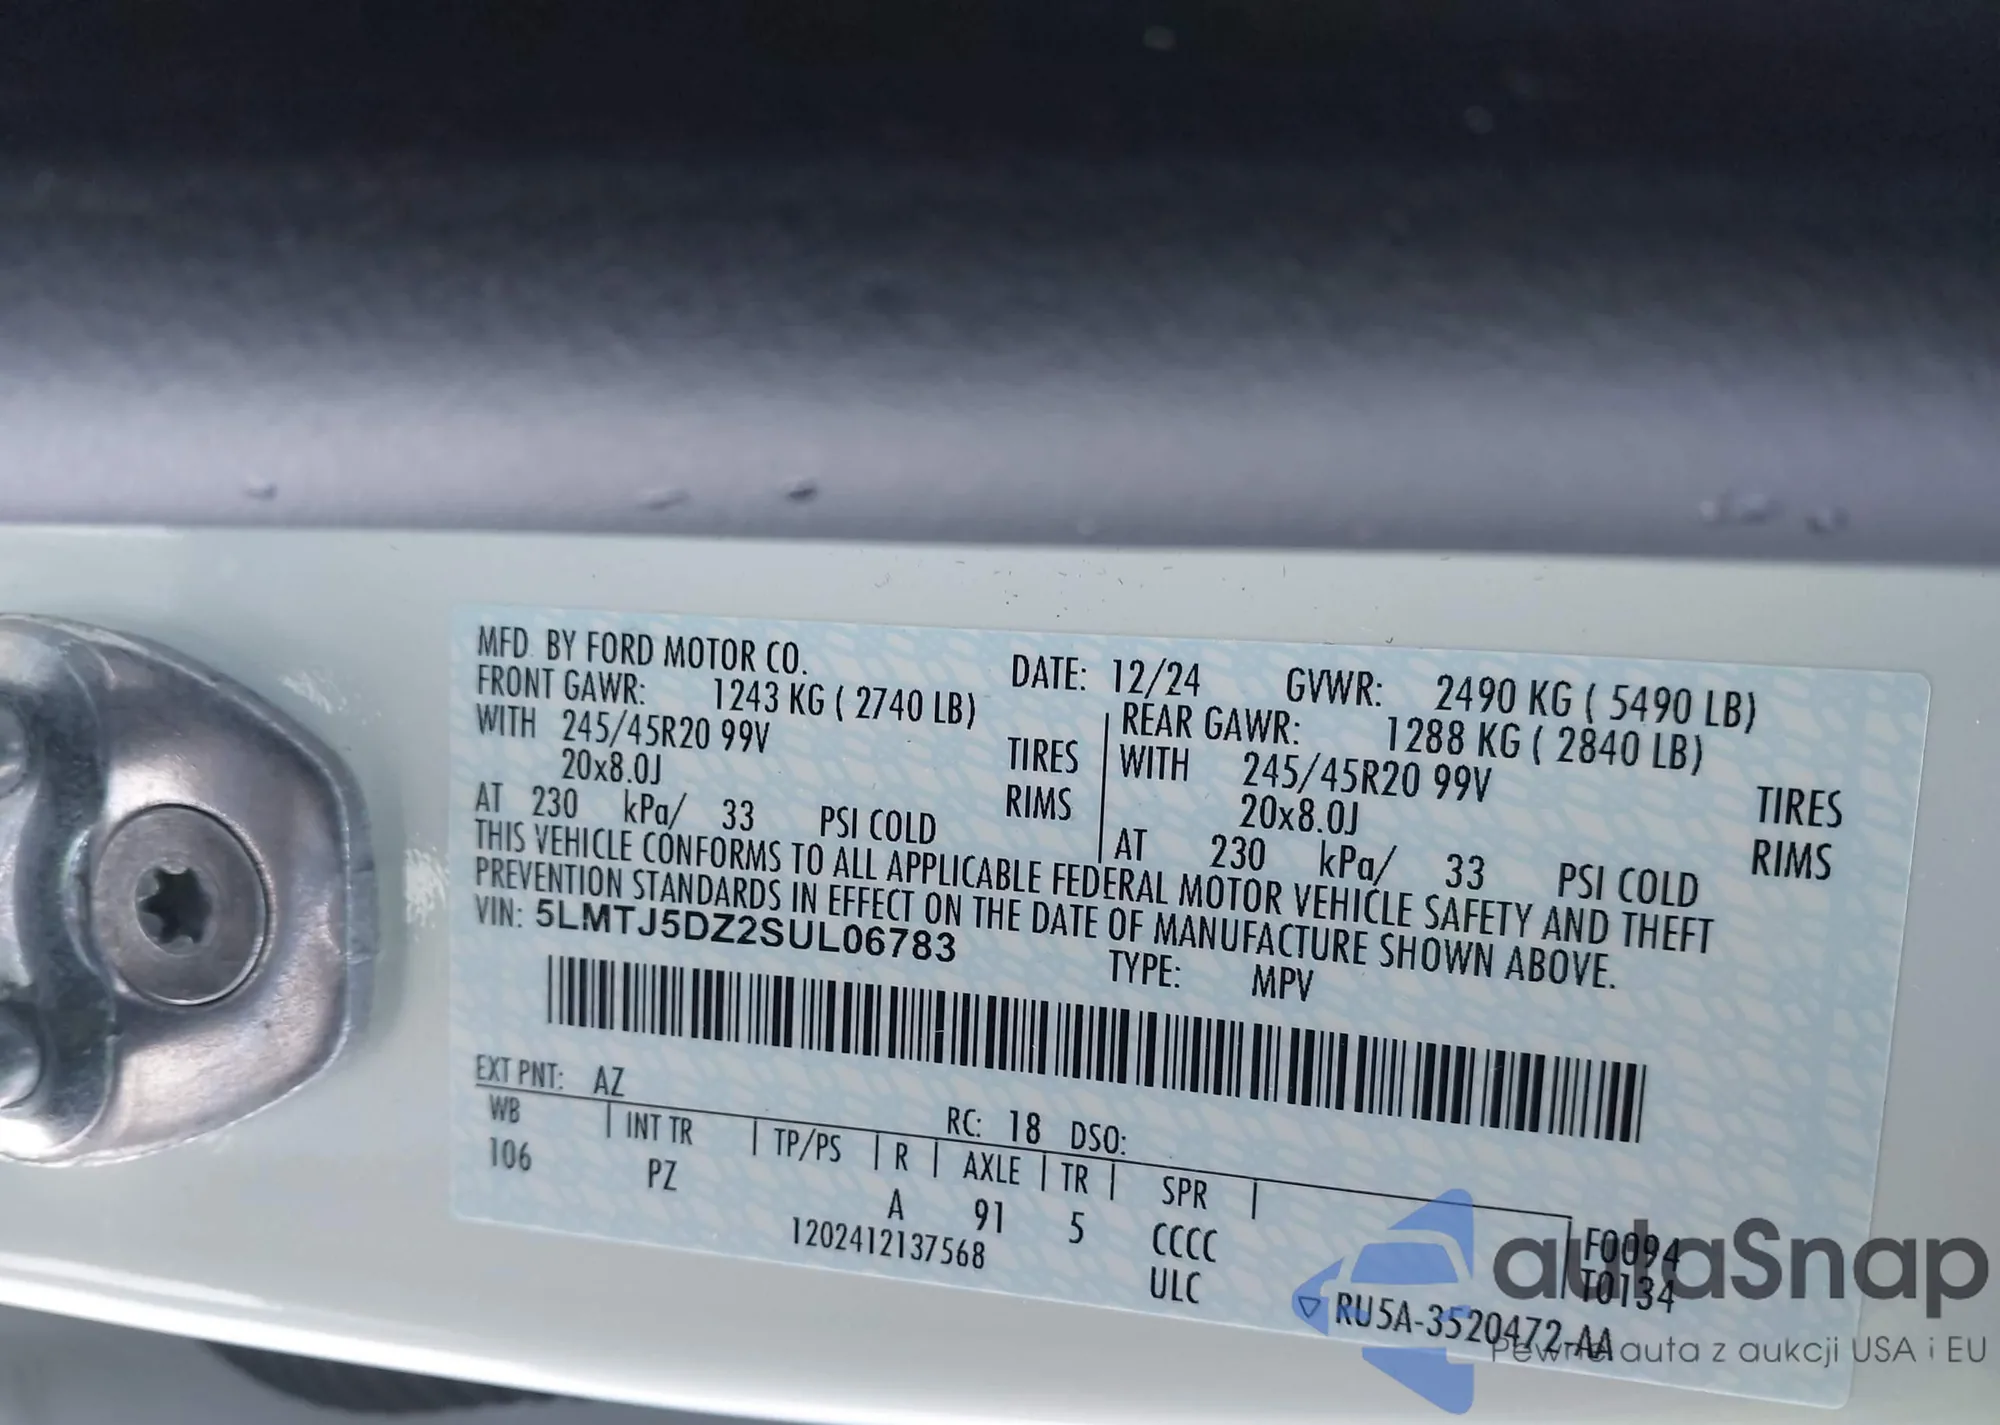 MFD. BY FORD MOTOR CO. DATE: 12/24 GVWR: 2490 KG ( 5490 LB)
FRONT GAWR: 1243 KG ( 2740 LB) REAR GAWR: 1288 KG ( 2840 LB)
WITH 245/45R20 99V TIRES WITH 245/45R20 99V TIRES
20x8.0J RIMS 20x8.0J RIMS
AT 230 kPa/ 33 PSI COLD AT 230 kPa/ 33 PSI COLD
THIS VEHICLE CONFORMS TO ALL APPLICABLE FEDERAL MOTOR VEHICLE SAFETY AND THEFT
PREVENTION STANDARDS IN EFFECT ON THE DATE OF MANUFACTURE SHOWN ABOVE.
VIN: 5LMTJ5DZ2SUL06783 TYPE: MPV
EXT PNT: AZ RC: 18 DSO:
WB INT TR TP/PS R AXLE TR SPR
106 PZ A 91 5 CCCC F0094
ULC T0134
1202412137568 RU5A-3520472-AA
autaSnap
Pewne auta z aukcji USA i EU